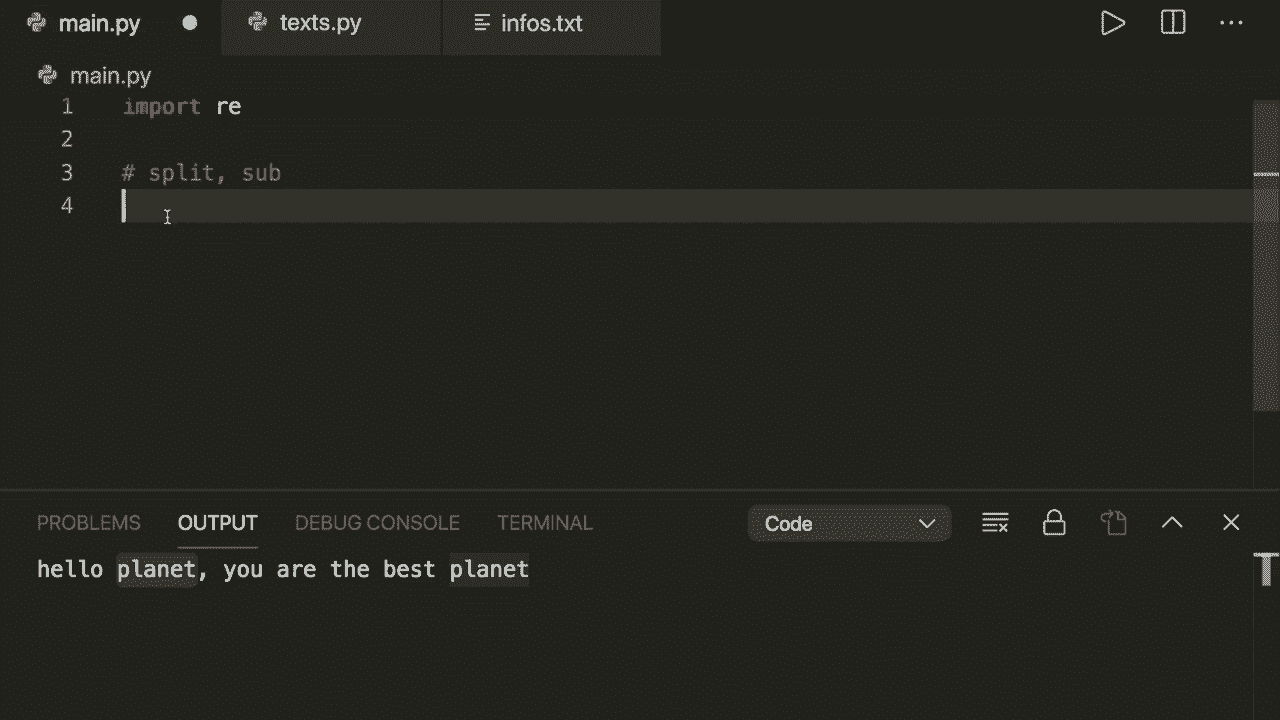 main.py texts.py infos.txt
main.py
1 import re
2
3 # split, sub
4
PROBLEMS OUTPUT DEBUG CONSOLE TERMINAL Code
hello planet, you are the best planet